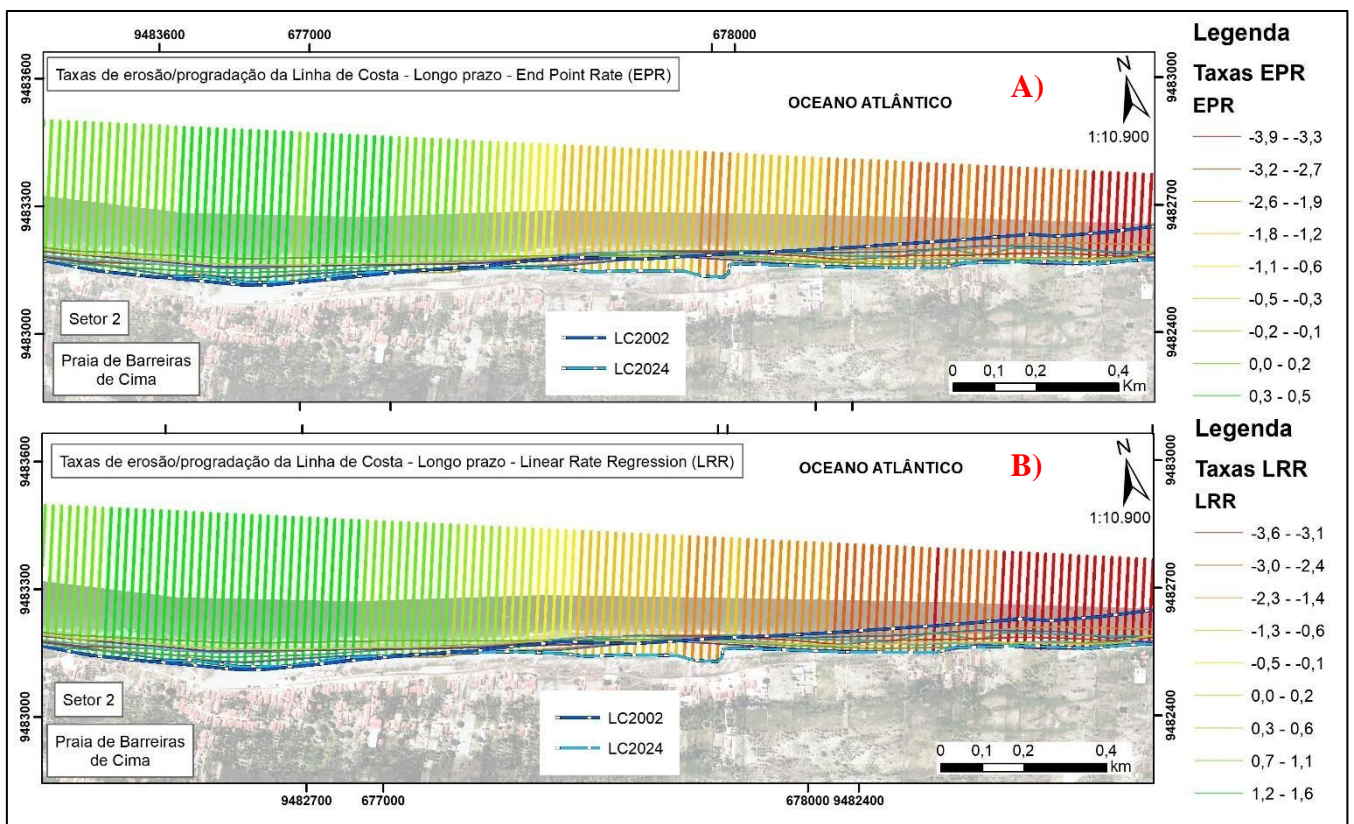 9483600 677000 678000
9483600
9483300
9483000
Taxas de erosão/progradação da Linha de Costa - Longo prazo - End Point Rate (EPR)
OCEANO ATLÂNTICO
A)
N
1:10.900
9483000
9482700
9482400
Setor 2
Praia de Barreiras
de Cima
LC2002
LC2024
0 0,1 0,2 0,4
Km
Legenda
Taxas EPR
EPR
-3,9 - -3,3
-3,2 - -2,7
-2,6 - -1,9
-1,8 - -1,2
-1,1 - -0,6
-0,5 - -0,3
-0,2 - -0,1
0,0 - 0,2
0,3 - 0,5
9483600
9483300
9483000
Taxas de erosão/progradação da Linha de Costa - Longo prazo - Linear Rate Regression (LRR)
OCEANO ATLÂNTICO
B)
N
1:10.900
9483000
9482700
9482400
Setor 2
Praia de Barreiras
de Cima
LC2002
LC2024
0 0,1 0,2 0,4
km
9482700 677000 678000 9482400
Legenda
Taxas LRR
LRR
-3,6 - -3,1
-3,0 - -2,4
-2,3 - -1,4
-1,3 - -0,6
-0,5 - -0,1
0,0 - 0,2
0,3 - 0,6
0,7 - 1,1
1,2 - 1,6